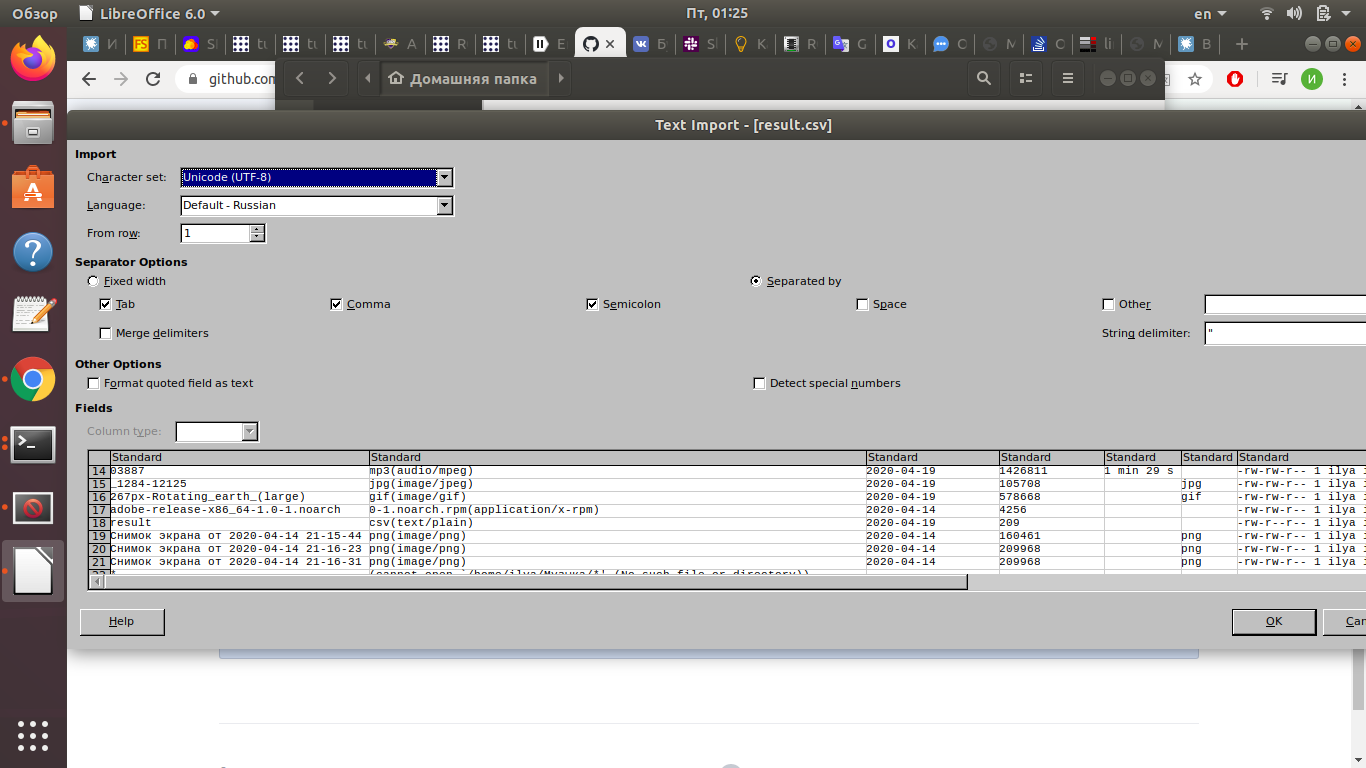 Обзор LibreOffice 6.0 Пт, 01:25 en
github.com
Домашняя папка
Text Import - [result.csv]
Import
Character set: Unicode (UTF-8)
Language: Default - Russian
From row: 1
Separator Options
Fixed width Separated by
Tab Comma Semicolon Space Other
Merge delimiters String delimiter: "
Other Options
Format quoted field as text Detect special numbers
Fields
Column type:
Standard Standard Standard Standard Standard Standard Standard
14 03887 mp3(audio/mpeg) 2020-04-19 1426811 1 min 29 s -rw-rw-r-- 1 ilya
15 _1284-12125 jpg(image/jpeg) 2020-04-19 105708 jpg -rw-rw-r-- 1 ilya
16 267px-Rotating_earth_(large) gif(image/gif) 2020-04-19 578668 gif -rw-rw-r-- 1 ilya
17 adobe-release-x86_64-1.0-1.noarch 0-1.noarch.rpm(application/x-rpm) 2020-04-14 4256 -rw-rw-r-- 1 ilya
18 result csv(text/plain) 2020-04-19 209 -rw-r--r-- 1 ilya
19 Снимок экрана от 2020-04-14 21-15-44 png(image/png) 2020-04-14 160461 png -rw-rw-r-- 1 ilya
20 Снимок экрана от 2020-04-14 21-16-23 png(image/png) 2020-04-14 209968 png -rw-rw-r-- 1 ilya
21 Снимок экрана от 2020-04-14 21-16-31 png(image/png) 2020-04-14 209968 png -rw-rw-r-- 1 ilya
22 * (cannot open `/home/ilya/Музыка/*' (No such file or directory))
Help OK